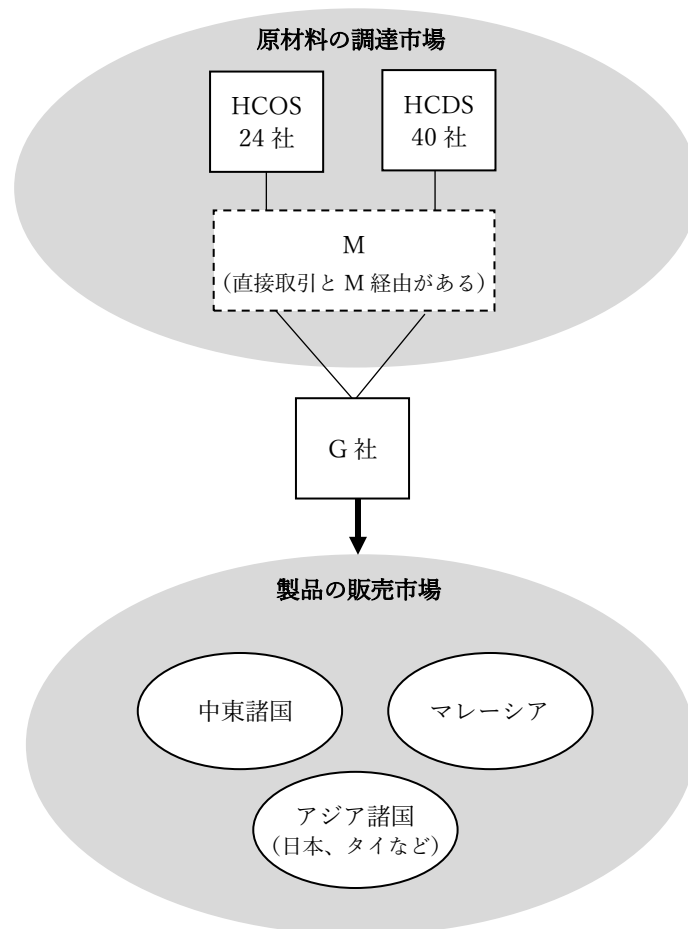 原材料の調達市場
HCOS
24 社
HCDS
40 社
M
（直接取引と M 経由がある）
G 社
製品の販売市場
中東諸国
マレーシア
アジア諸国
（日本、タイなど）